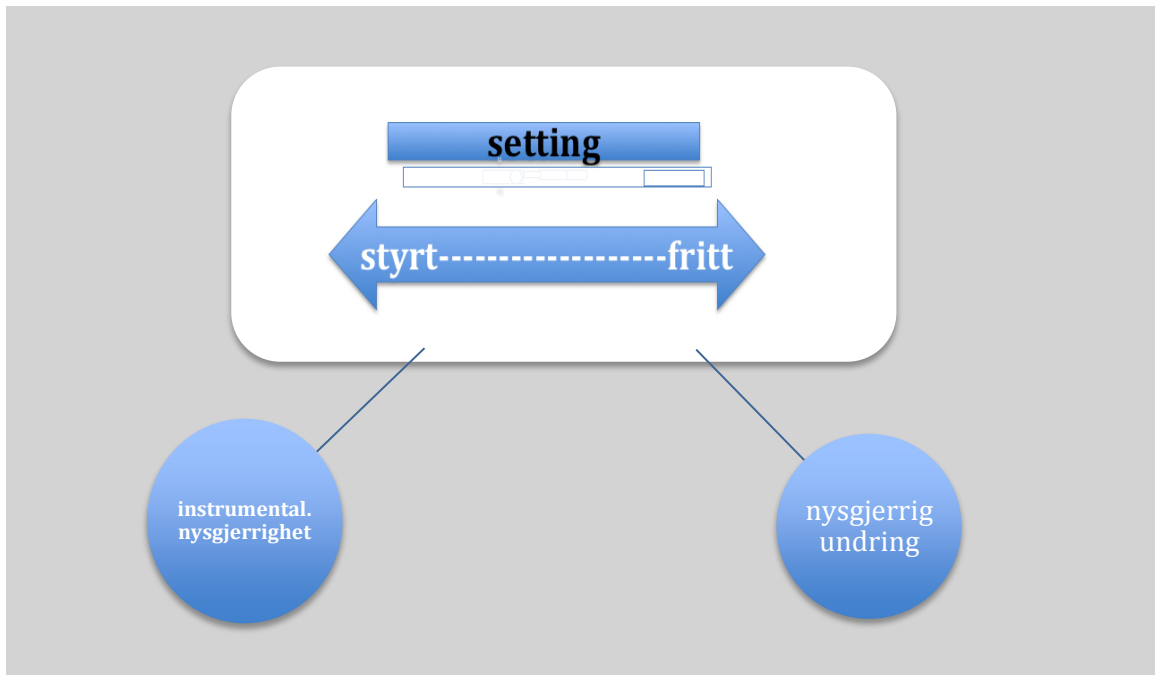 setting
styrt-------------------fritt
instrumental.
nysgjerrighet
nysgjerrig
undring